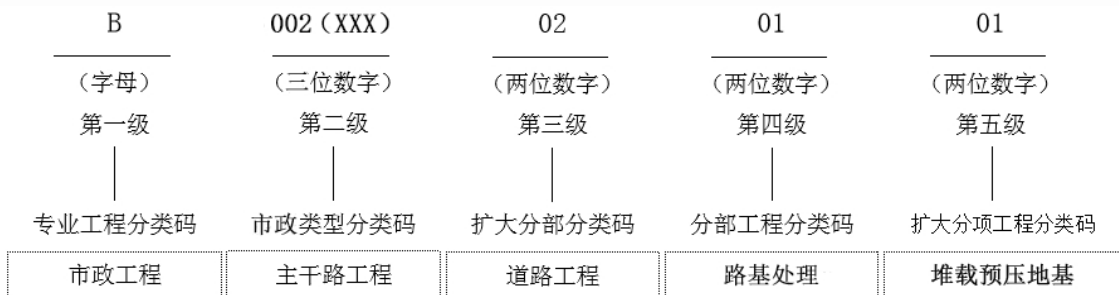 B 002(XXX) 02 01 01
(字母) (三位数字) (两位数字) (两位数字) (两位数字)
第一级 第二级 第三级 第四级 第五级
专业工程分类码 市政类型分类码 扩大分部分类码 分部工程分类码 扩大分项工程分类码
市政工程 主干路工程 道路工程 路基处理 堆载预压地基